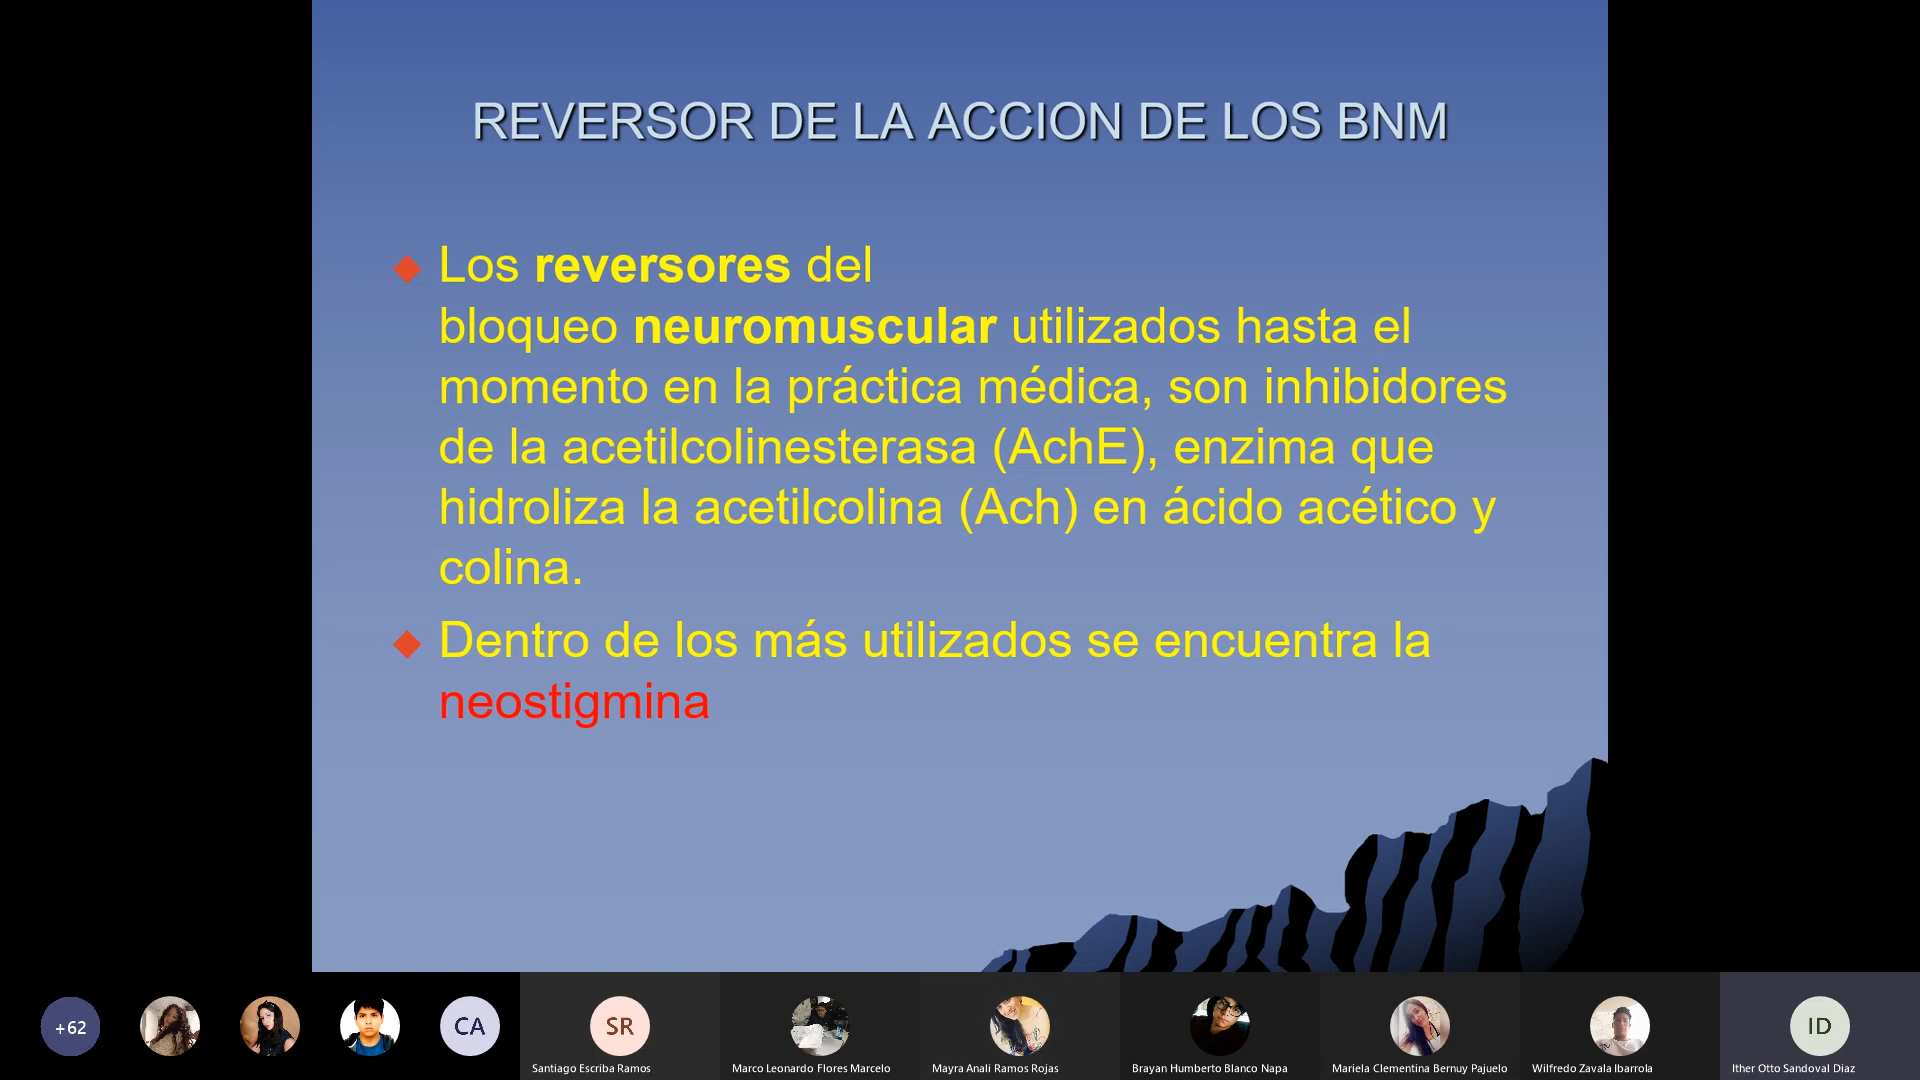 REVERSOR DE LA ACCION DE LOS BNM
Los reversores del
bloqueo neuromuscular utilizados hasta el
momento en la práctica médica, son inhibidores
de la acetilcolinesterasa (AchE), enzima que
hidroliza la acetilcolina (Ach) en ácido acético y
colina.
Dentro de los más utilizados se encuentra la
neostigmina
+62
CA
SR
ID
Santiago Escriba Ramos
Marco Leonardo Flores Marcelo
Mayra Anali Ramos Rojas
Brayan Humberto Blanco Napa
Mariela Clementina Bernuy Pajuelo
Wilfredo Zavala Ibarrola
Ither Otto Sandoval Diaz